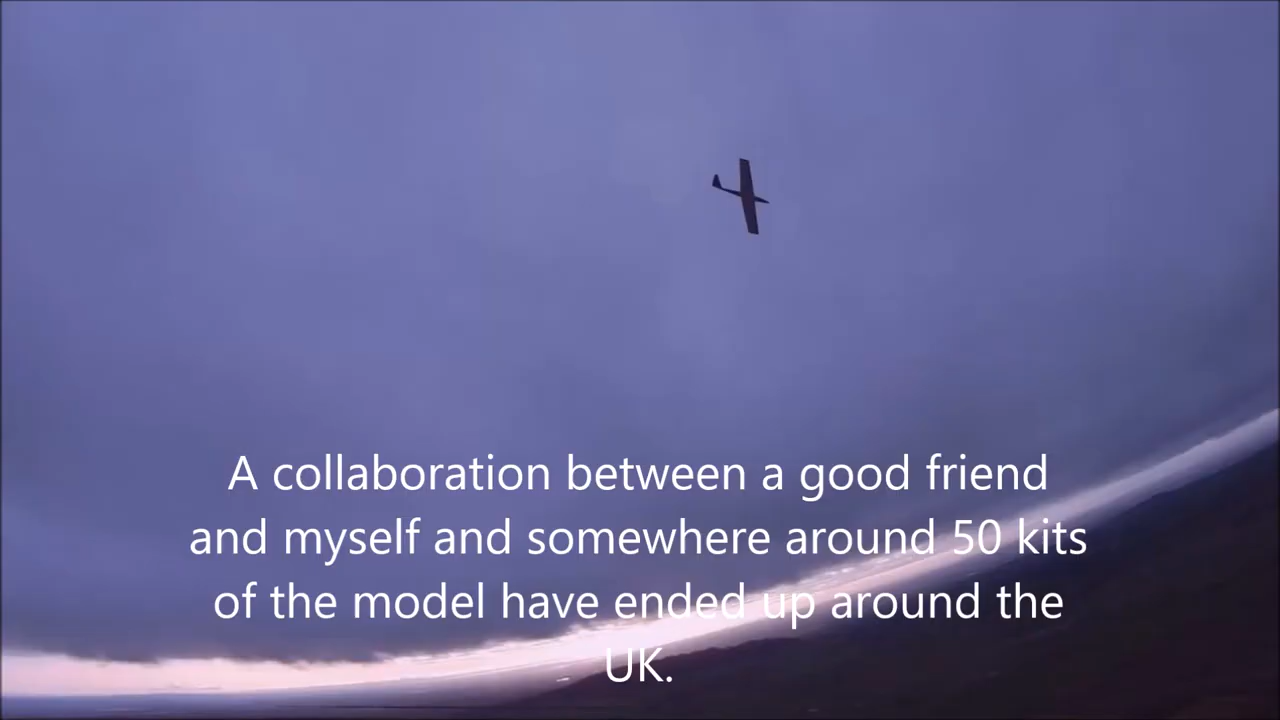 A collaboration between a good friend
and myself and somewhere around 50 kits
of the model have ended up around the
UK.